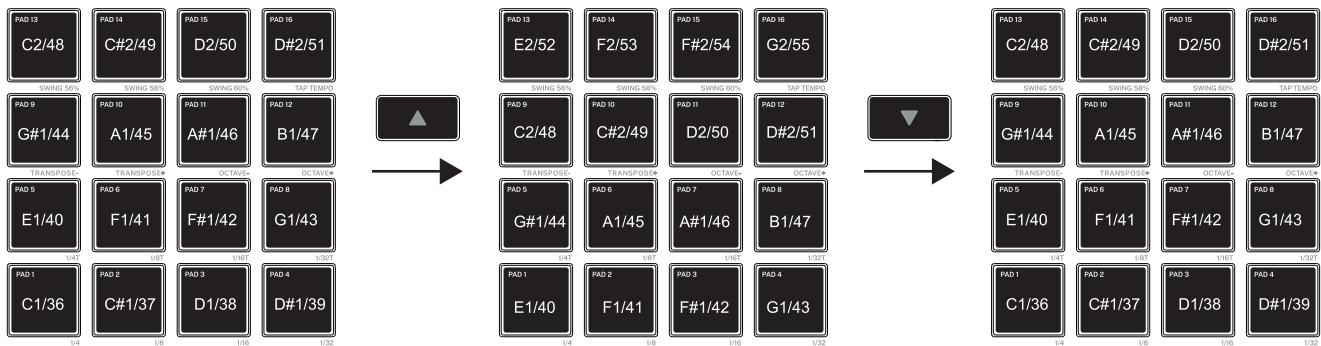 PAD 13 PAD 14 PAD 15 PAD 16
C2/48 C#2/49 D2/50 D#2/51
SWING 56% SWING 58% SWING 60% TAP TEMPO
PAD 9 PAD 10 PAD 11 PAD 12
G#1/44 A1/45 A#1/46 B1/47
TRANSPOSE- TRANSPOSE+ OCTAVE- OCTAVE+
PAD 5 PAD 6 PAD 7 PAD 8
E1/40 F1/41 F#1/42 G1/43
1/4T 1/8T 1/16T 1/32T
PAD 1 PAD 2 PAD 3 PAD 4
C1/36 C#1/37 D1/38 D#1/39
1/4 1/8 1/16 1/32
PAD 13 PAD 14 PAD 15 PAD 16
E2/52 F2/53 F#2/54 G2/55
SWING 56% SWING 58% SWING 60% TAP TEMPO
PAD 9 PAD 10 PAD 11 PAD 12
C2/48 C#2/49 D2/50 D#2/51
TRANSPOSE- TRANSPOSE+ OCTAVE- OCTAVE+
PAD 5 PAD 6 PAD 7 PAD 8
G#1/44 A1/45 A#1/46 B1/47
1/4T 1/8T 1/16T 1/32T
PAD 1 PAD 2 PAD 3 PAD 4
E1/40 F1/41 F#1/42 G1/43
1/4 1/8 1/16 1/32
PAD 13 PAD 14 PAD 15 PAD 16
C2/48 C#2/49 D2/50 D#2/51
SWING 56% SWING 58% SWING 60% TAP TEMPO
PAD 9 PAD 10 PAD 11 PAD 12
G#1/44 A1/45 A#1/46 B1/47
TRANSPOSE- TRANSPOSE+ OCTAVE- OCTAVE+
PAD 5 PAD 6 PAD 7 PAD 8
E1/40 F1/41 F#1/42 G1/43
1/4T 1/8T 1/16T 1/32T
PAD 1 PAD 2 PAD 3 PAD 4
C1/36 C#1/37 D1/38 D#1/39
1/4 1/8 1/16 1/32